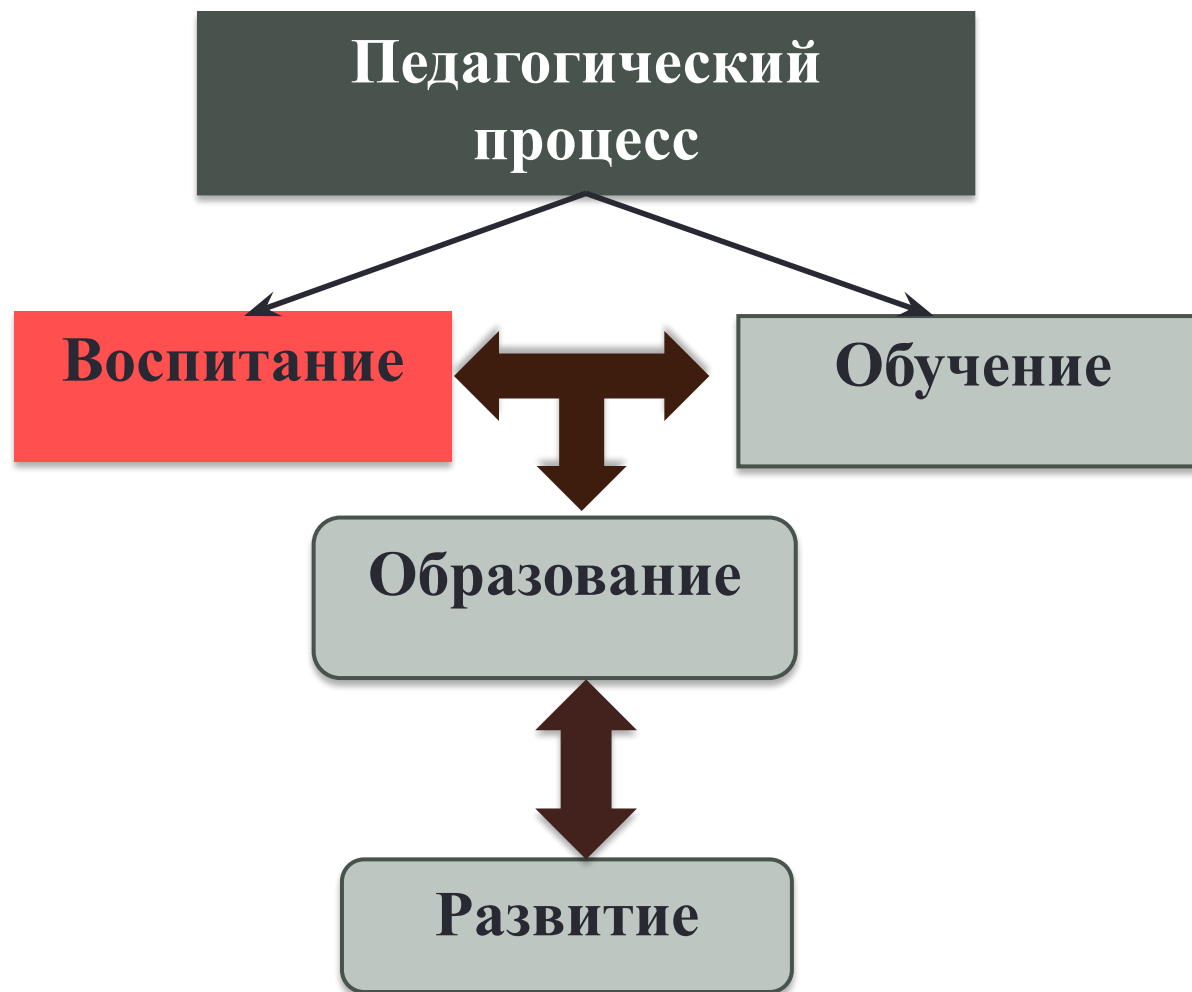 Педагогический
процесс
Воспитание
Обучение
Образование
Развитие